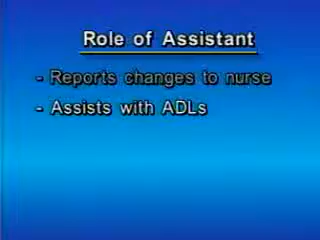 Role of Assistant
- Reports changes to nurse
- Assists with ADLs